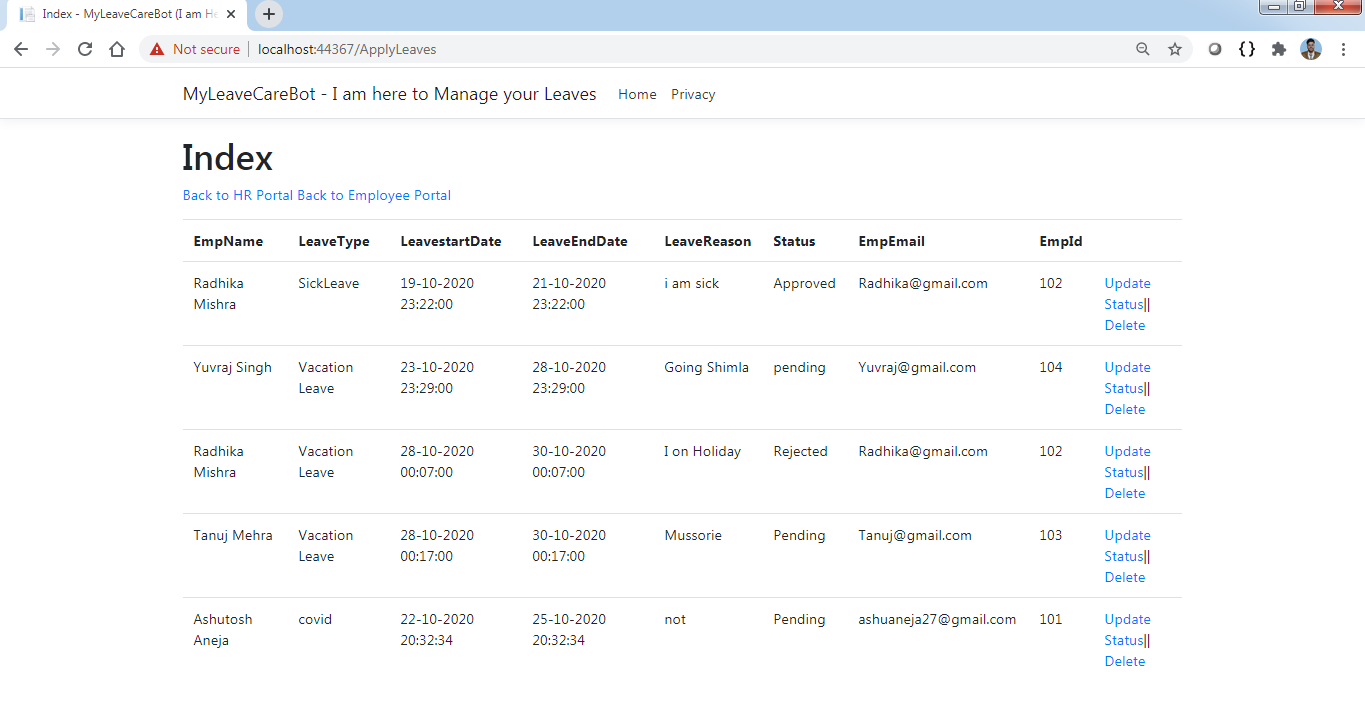 Index - MyLeaveCareBot (I am He
Not secure | localhost:44367/ApplyLeaves
MyLeaveCareBot - I am here to Manage your Leaves Home Privacy
Index
Back to HR Portal Back to Employee Portal
EmpName LeaveType LeavestartDate LeaveEndDate LeaveReason Status EmpEmail EmpId
Radhika SickLeave 19-10-2020 21-10-2020 i am sick Approved Radhika@gmail.com 102 Update
Mishra 23:22:00 23:22:00 Status||
Delete
Yuvraj Singh Vacation 23-10-2020 28-10-2020 Going Shimla pending Yuvraj@gmail.com 104 Update
Leave 23:29:00 23:29:00 Status||
Delete
Radhika Vacation 28-10-2020 30-10-2020 I on Holiday Rejected Radhika@gmail.com 102 Update
Mishra Leave 00:07:00 00:07:00 Status||
Delete
Tanuj Mehra Vacation 28-10-2020 30-10-2020 Mussorie Pending Tanuj@gmail.com 103 Update
Leave 00:17:00 00:17:00 Status||
Delete
Ashutosh covid 22-10-2020 25-10-2020 not Pending ashuaneja27@gmail.com 101 Update
Aneja 20:32:34 20:32:34 Status||
Delete